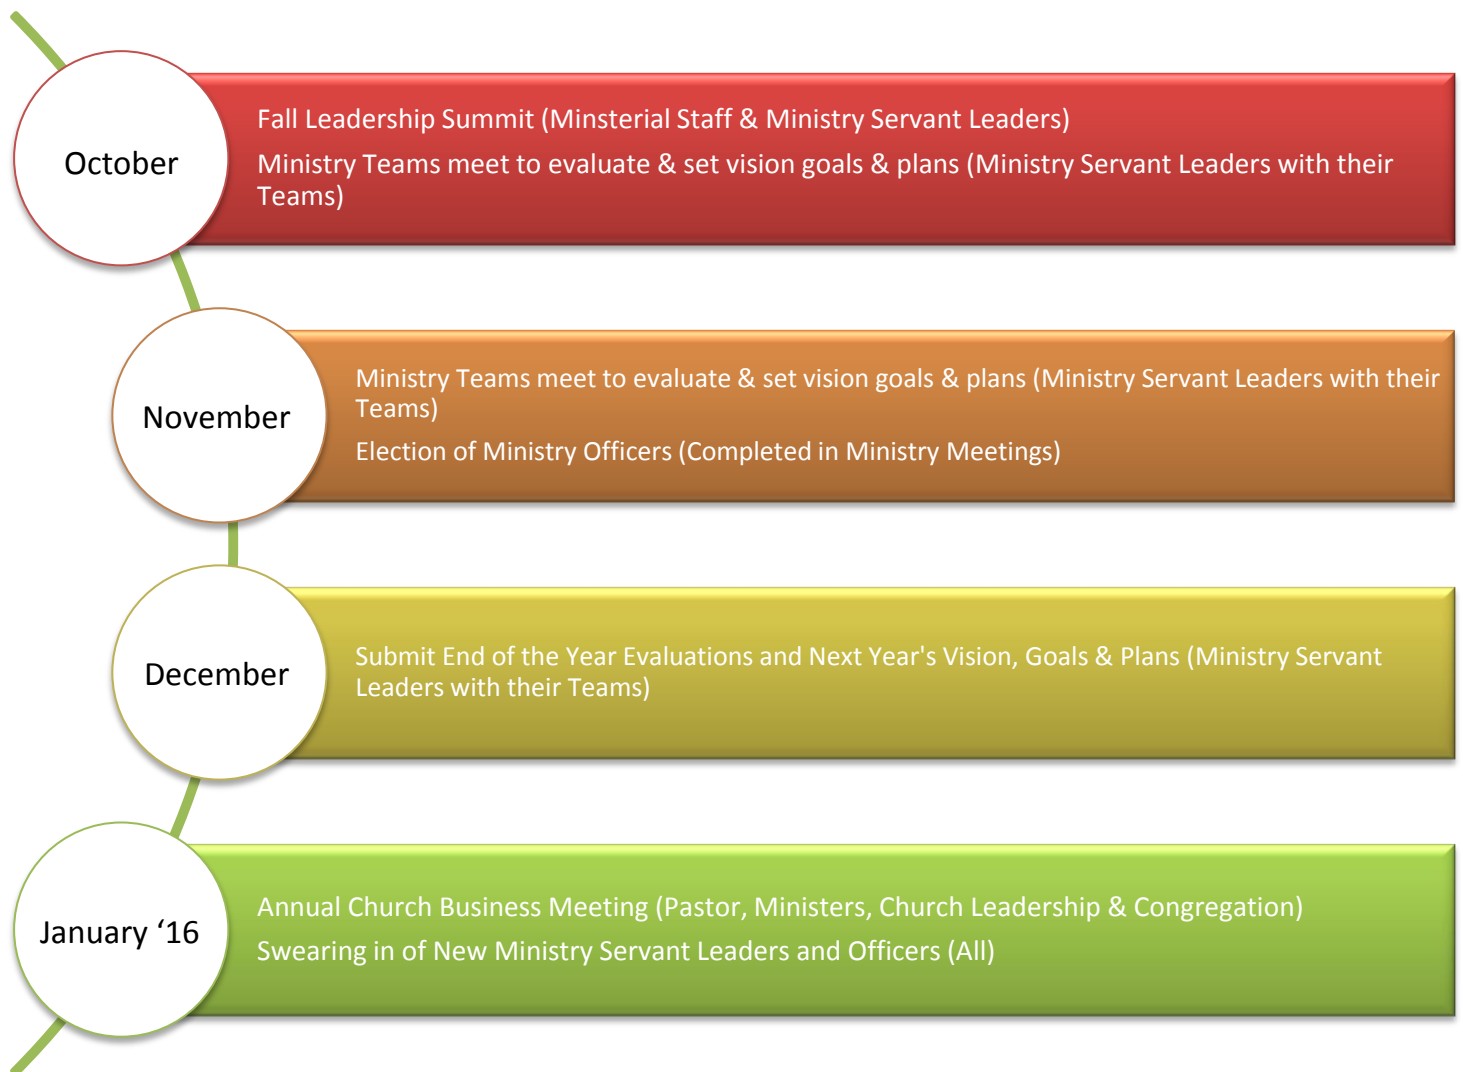 October
Fall Leadership Summit (Minsterial Staff & Ministry Servant Leaders)
Ministry Teams meet to evaluate & set vision goals & plans (Ministry Servant Leaders with their
Teams)
November
Ministry Teams meet to evaluate & set vision goals & plans (Ministry Servant Leaders with their
Teams)
Election of Ministry Officers (Completed in Ministry Meetings)
December
Submit End of the Year Evaluations and Next Year's Vision, Goals & Plans (Ministry Servant
Leaders with their Teams)
January ‘16
Annual Church Business Meeting (Pastor, Ministers, Church Leadership & Congregation)
Swearing in of New Ministry Servant Leaders and Officers (All)